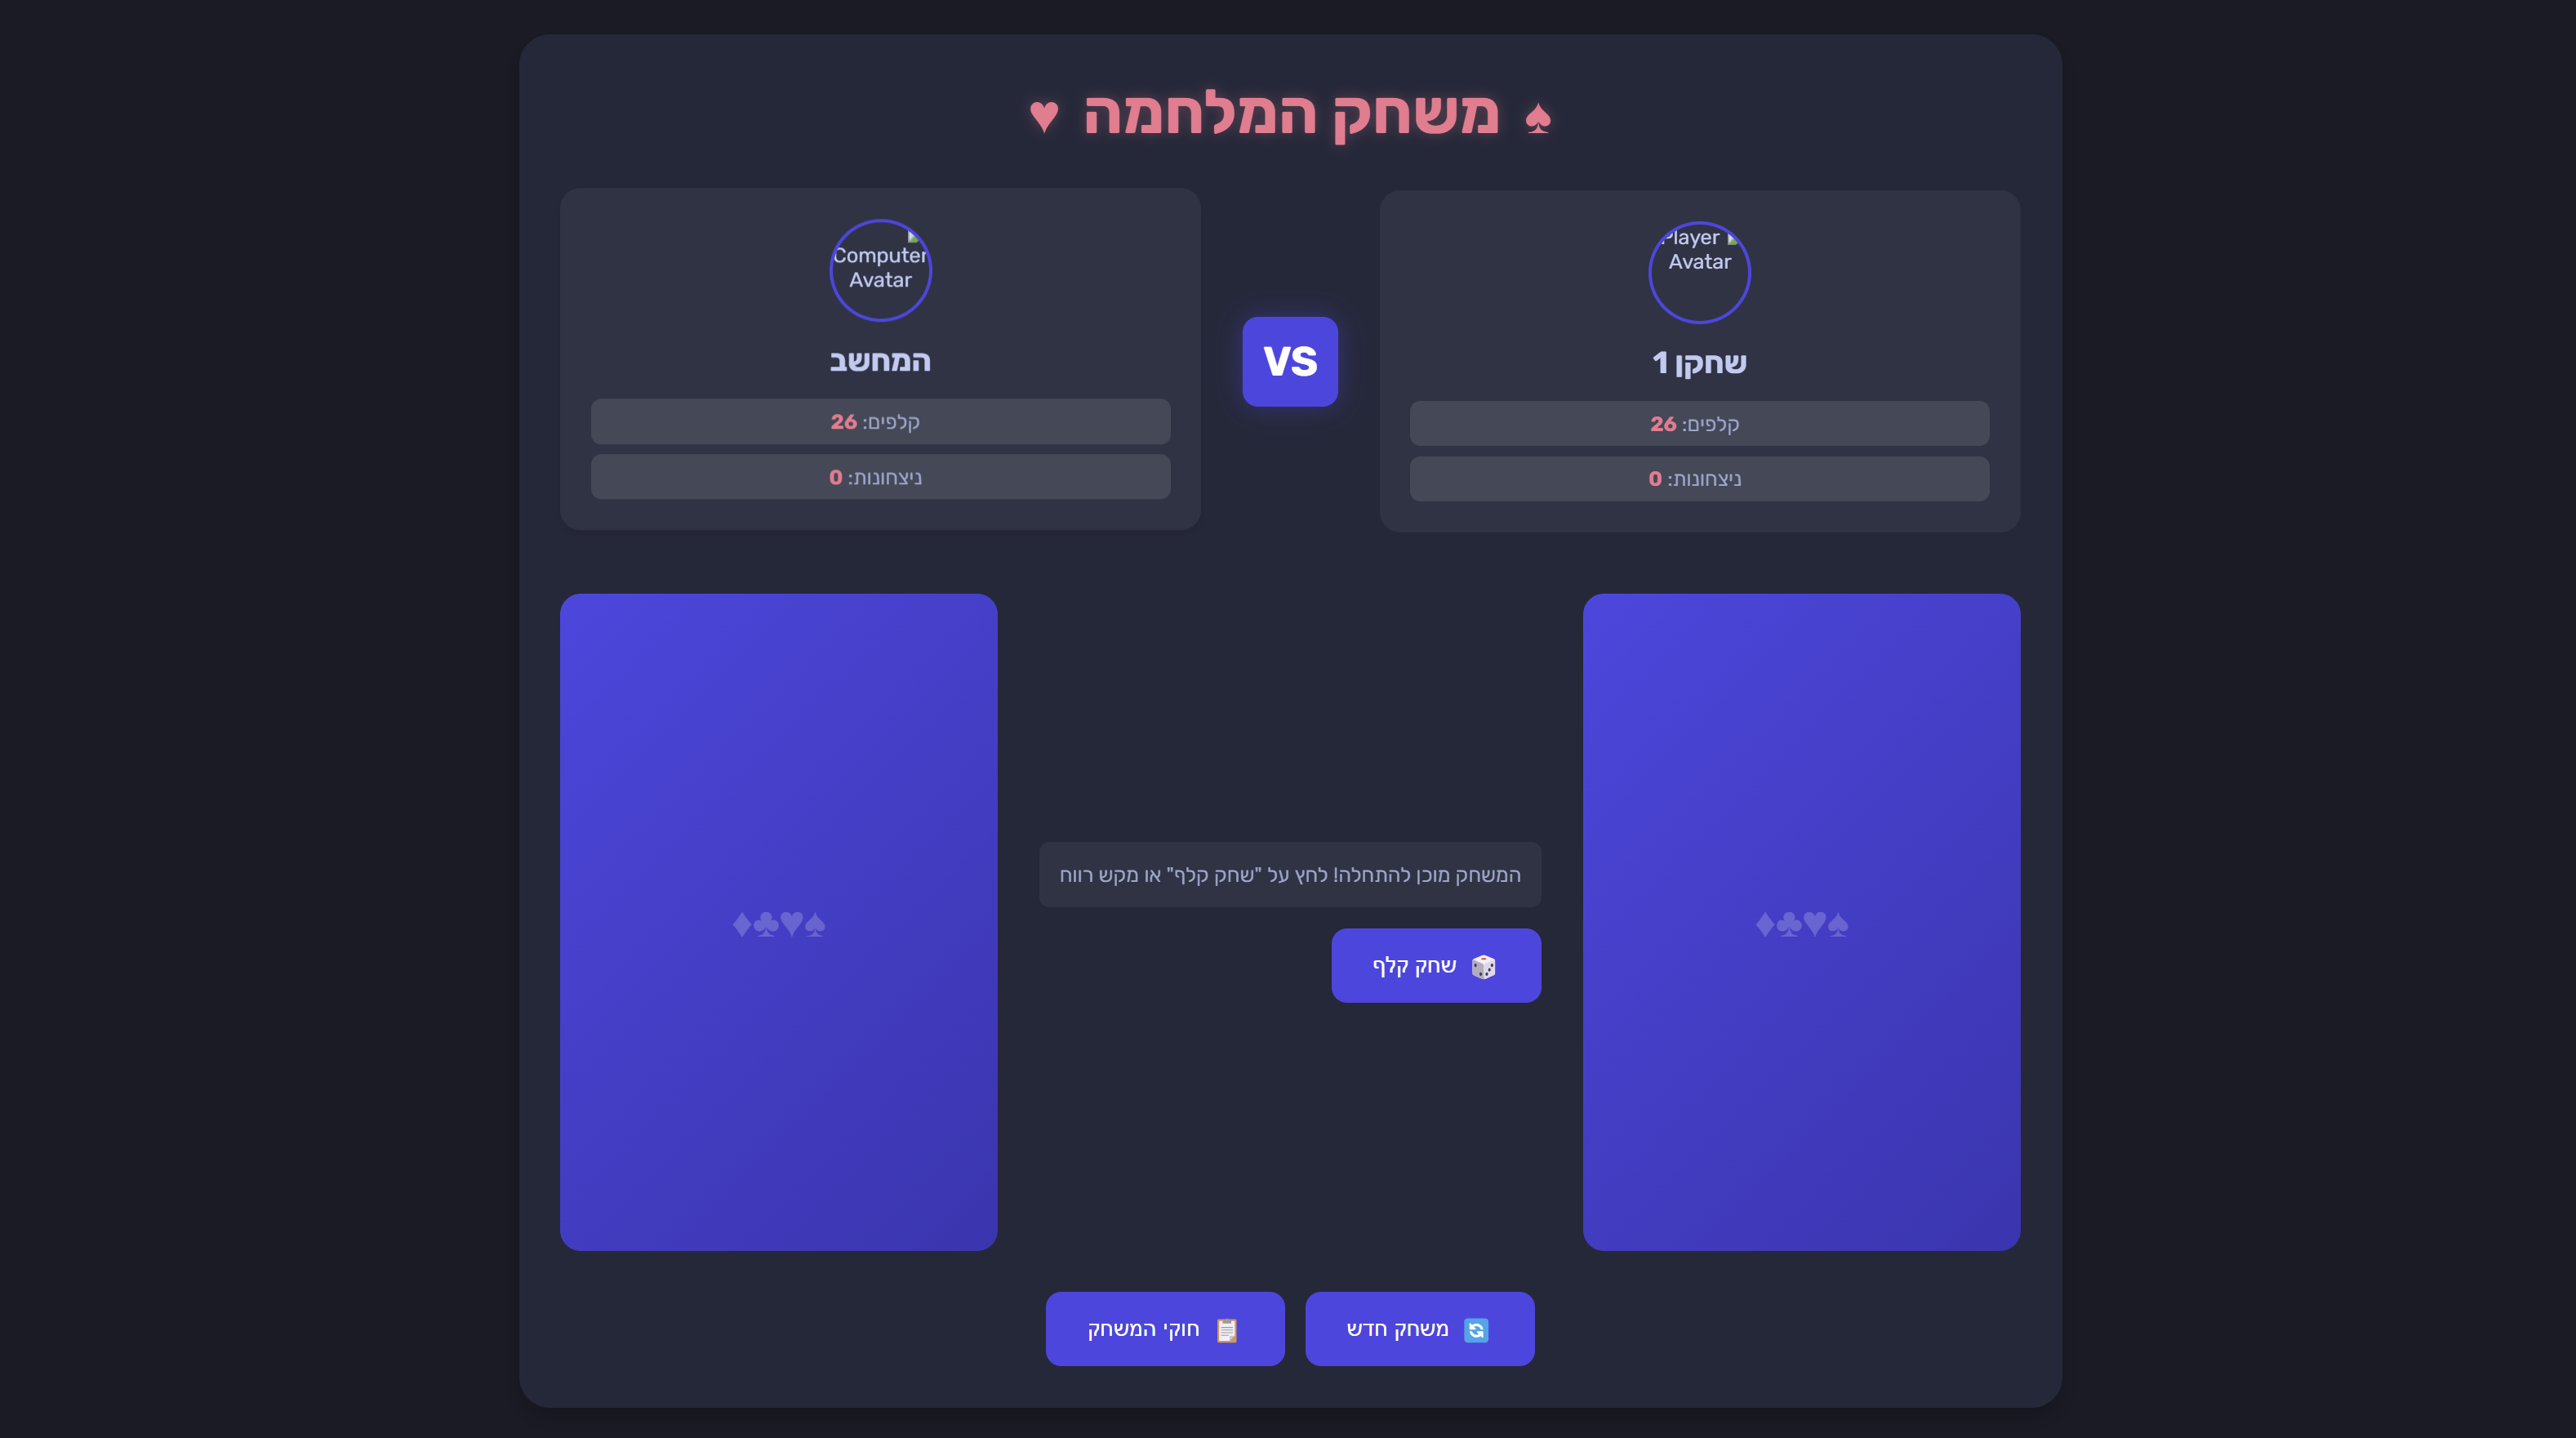 ♠ משחק המלחמה ♥
Player Avatar
שחקן 1
קלפים: 26
ניצחונות: 0
VS
Computer
Avatar
המחשב
קלפים: 26
ניצחונות: 0
♠♥♣♦
המשחק מוכן להתחלה! לחץ על "שחק קלף" או מקש רווח
🎲 שחק קלף
♠♥♣♦
🔄 משחק חדש
📋 חוקי המשחק